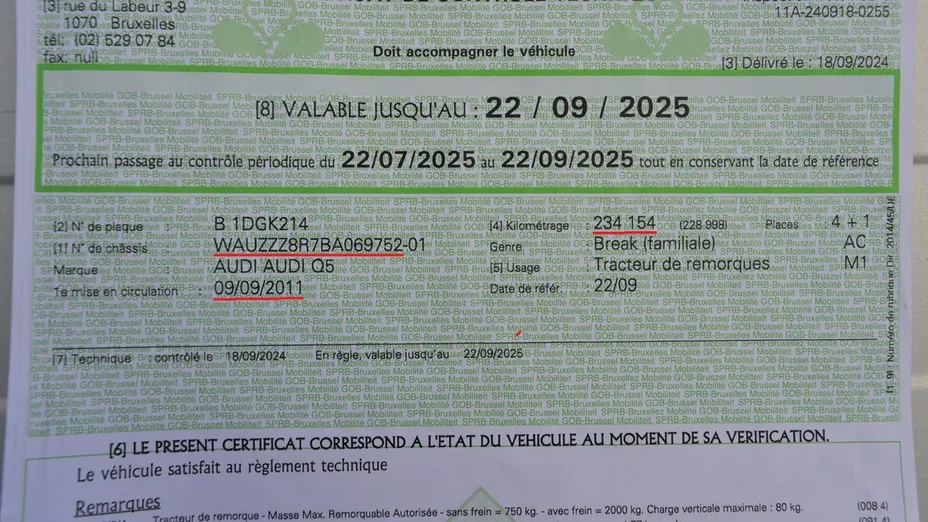 [3] rue du Labeur 3-9
1070 Bruxelles
tél: (02) 529 07 84
fax: null
11A-240918-0255
Doit accompagner le véhicule
[3] Délivré le : 18/09/2024
[8] VALABLE JUSQU'AU : 22 / 09 / 2025
Prochain passage au contrôle périodique du 22/07/2025 au 22/09/2025 tout en conservant la date de référence
[2] N° de plaque : B 1DGK214
[4] Kilométrage : 234 154 (228 998) Places 4 + 1
[1] N° de châssis : WAUZZZ8R7BA069752-01
Genre : Break (familiale) AC
Marque : AUDI AUDI Q5
[5] Usage : Tracteur de remorques M1
1e mise en circulation : 09/09/2011
Date de référ. : 22/09
[7] Technique : contrôlé le 18/09/2024 En règle, valable jusqu'au 22/09/2025
[6] LE PRESENT CERTIFICAT CORRESPOND A L'ETAT DU VEHICULE AU MOMENT DE SA VERIFICATION.
Le véhicule satisfait au règlement technique
Remarques
Tracteur de remorque - Masse Max. Remorquable Autorisée - sans frein = 750 kg. - avec frein = 2000 kg. Charge verticale maximale : 80 kg. (008 4)